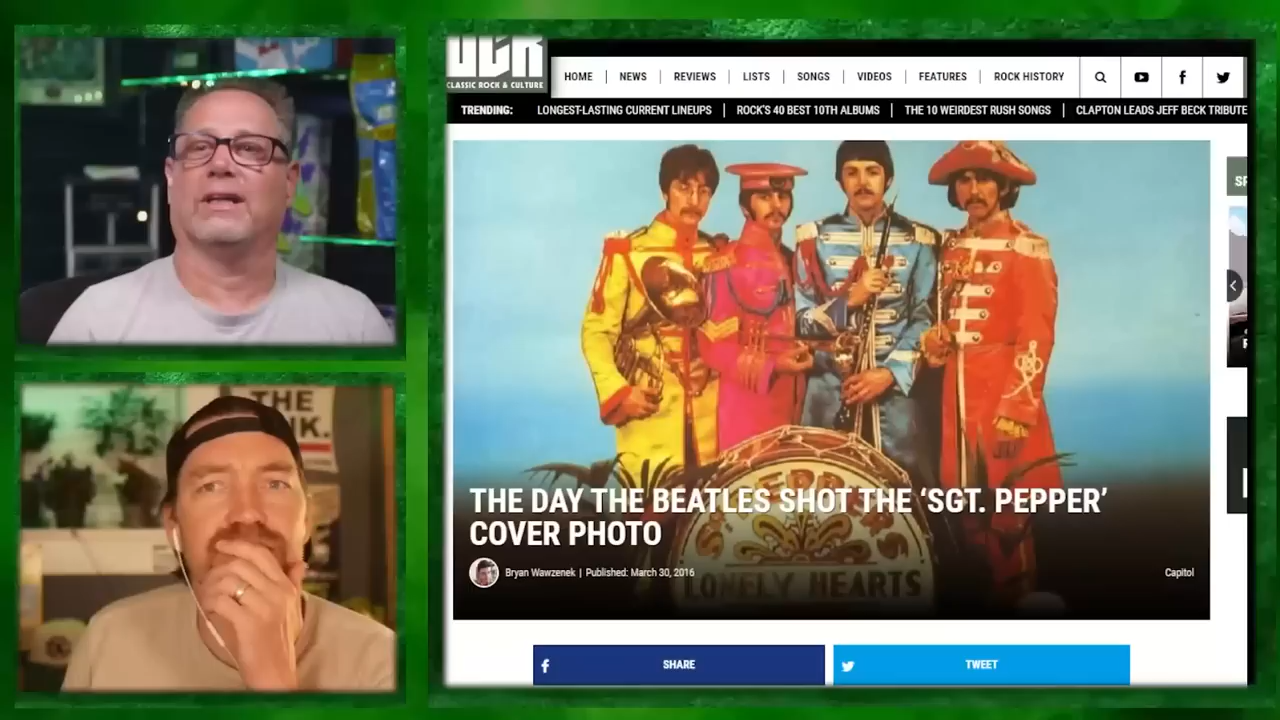 THE
NK.
UCR
CLASSIC ROCK & CULTURE
HOME NEWS REVIEWS LISTS SONGS VIDEOS FEATURES ROCK HISTORY
TRENDING: LONGEST-LASTING CURRENT LINEUPS ROCK'S 40 BEST 10TH ALBUMS THE 10 WEIRDEST RUSH SONGS CLAPTON LEADS JEFF BECK TRIBUTE
THE DAY THE BEATLES SHOT THE ‘SGT. PEPPER’
COVER PHOTO
Bryan Wawzenek | Published: March 30, 2016
Capitol
LONELY HEARTS
SHARE
TWEET